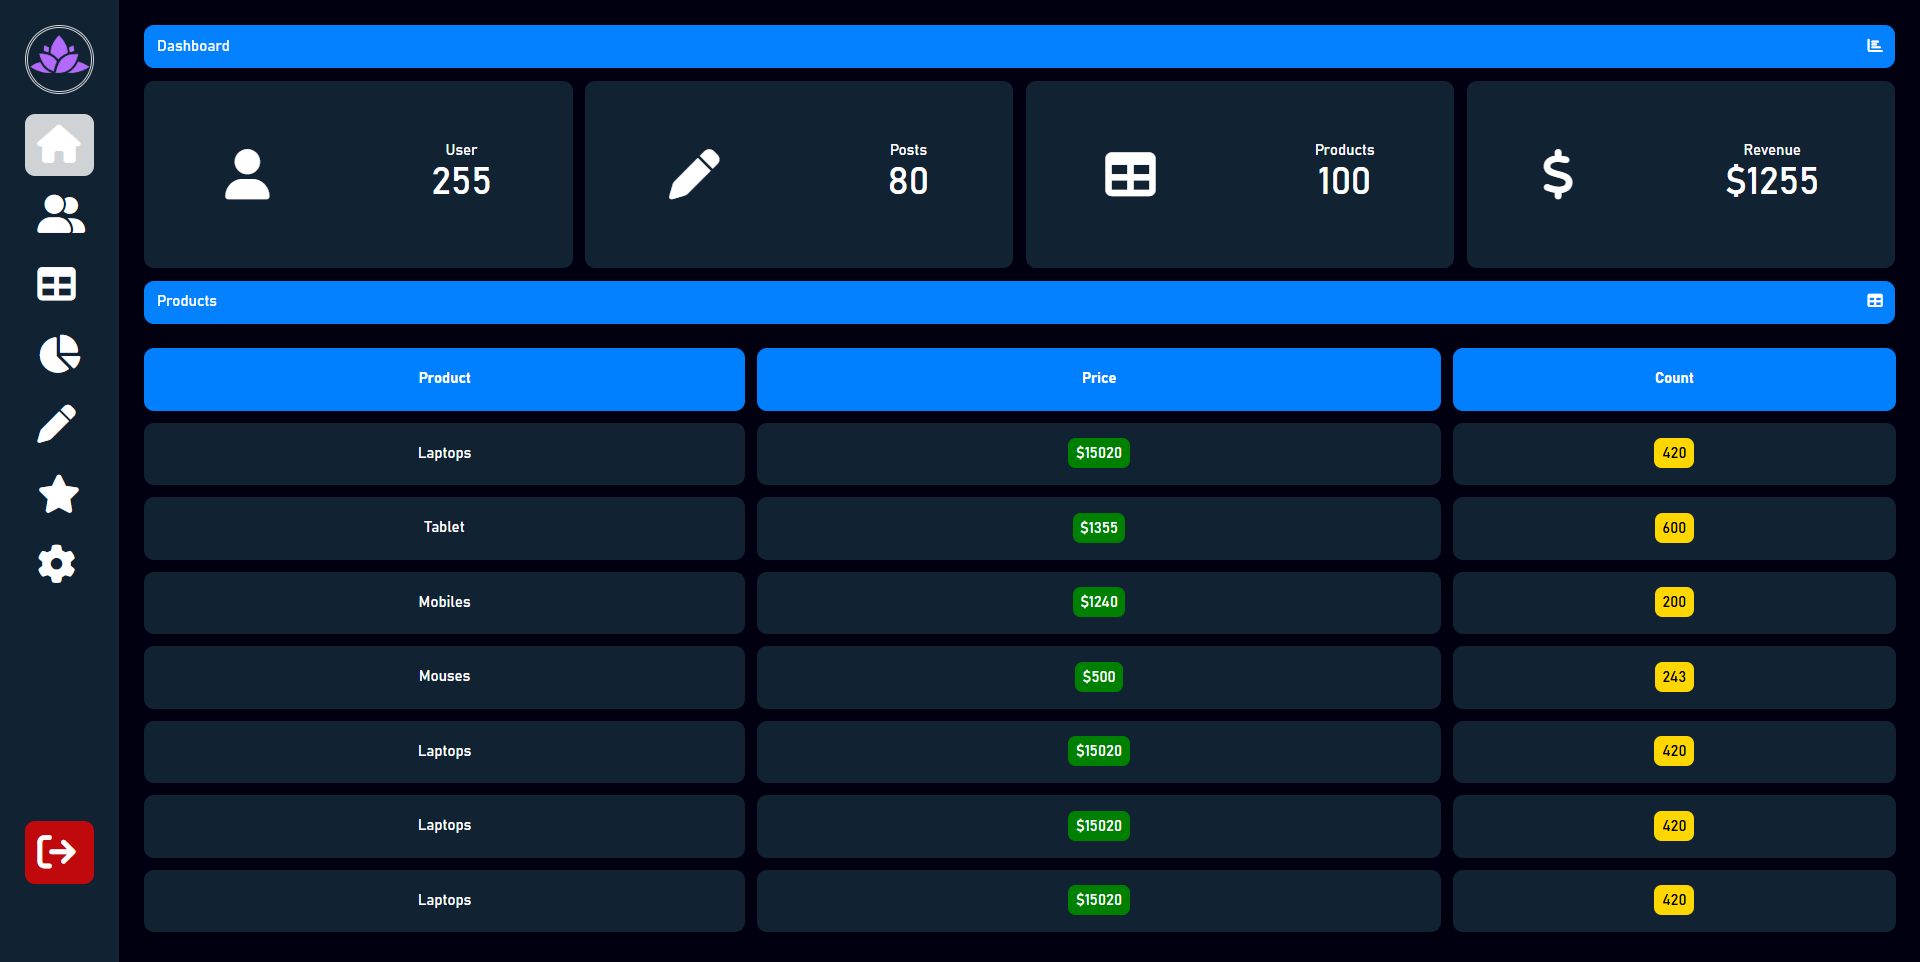 Dashboard
User
255
Posts
80
Products
100
Revenue
$1255
Products
Product Price Count
Laptops $15020 420
Tablet $1355 600
Mobiles $1240 200
Mouses $500 243
Laptops $15020 420
Laptops $15020 420
Laptops $15020 420